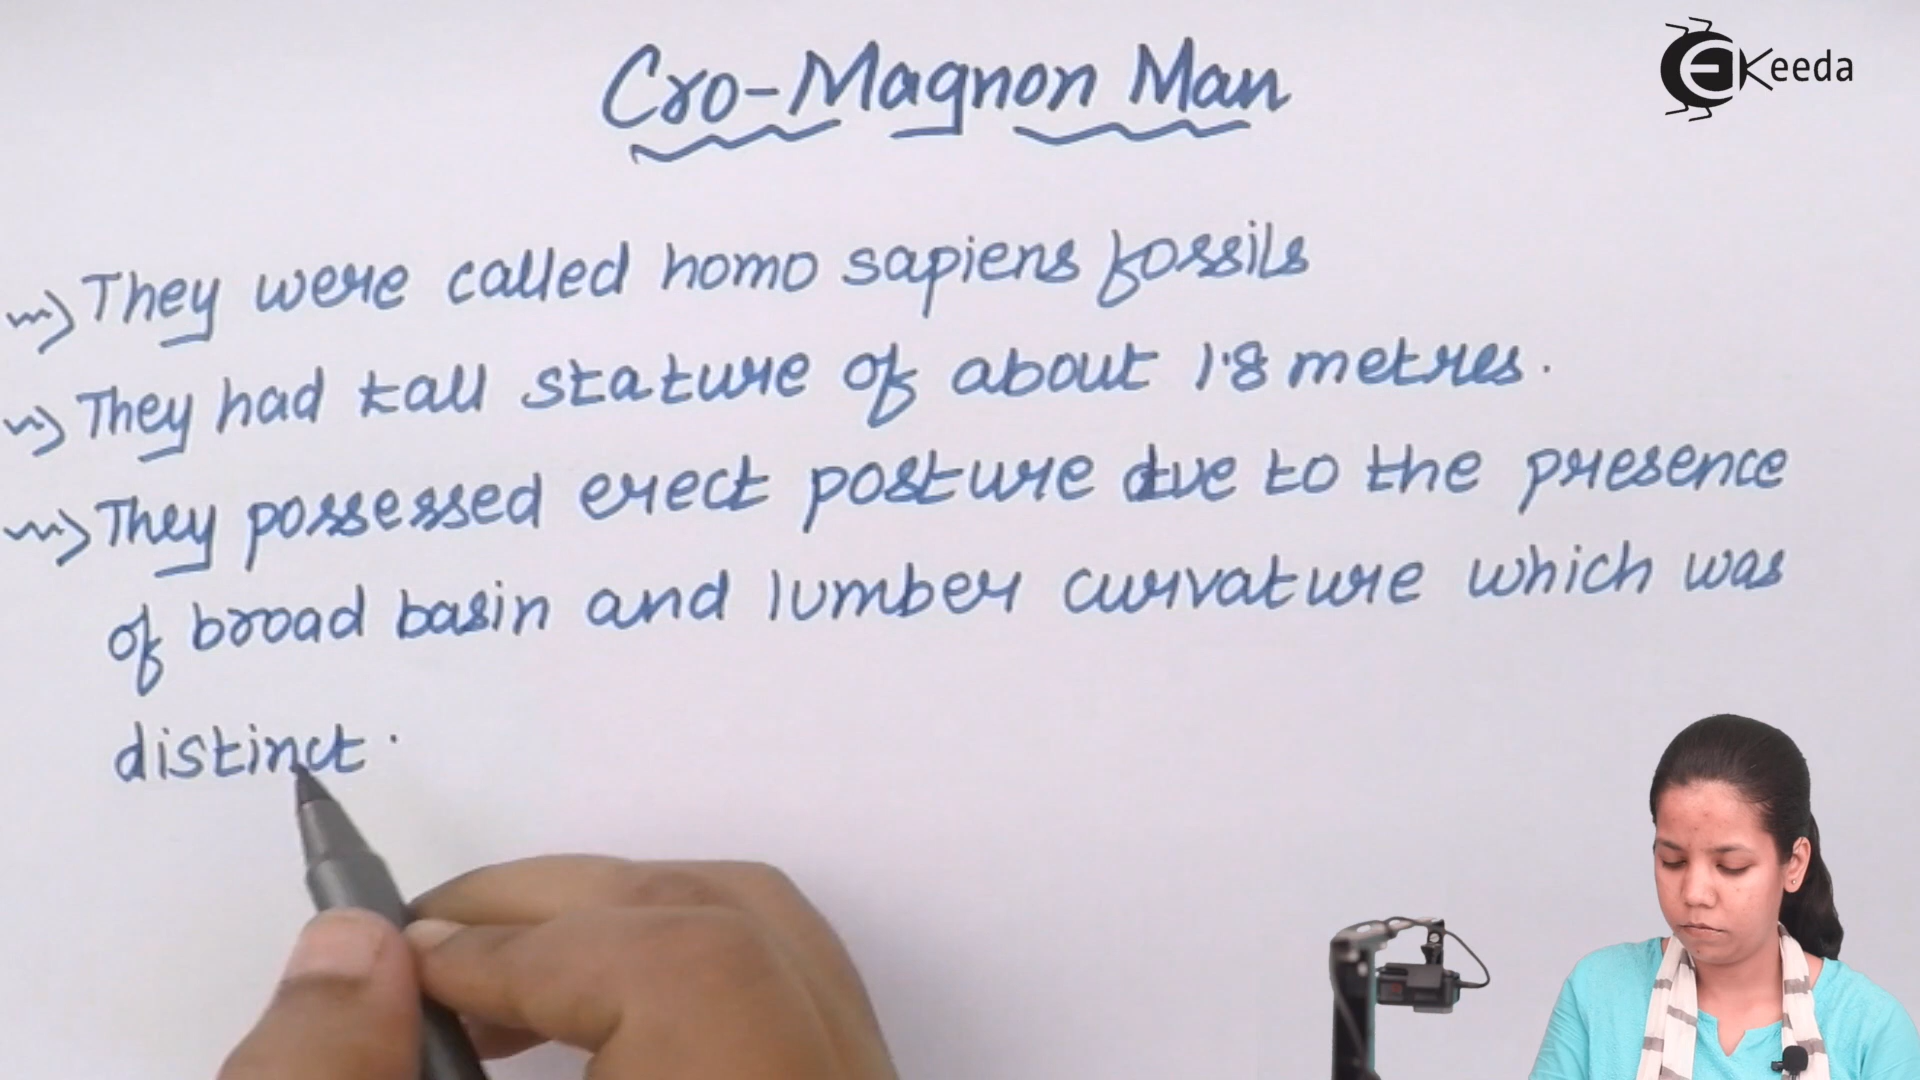 Cro-Magnon Man
EKeeda
They were called homo sapiens fossils
They had tall stature of about 1.8 metres.
They possessed erect posture due to the presence
of broad basin and lumber curvature which was
distinct.